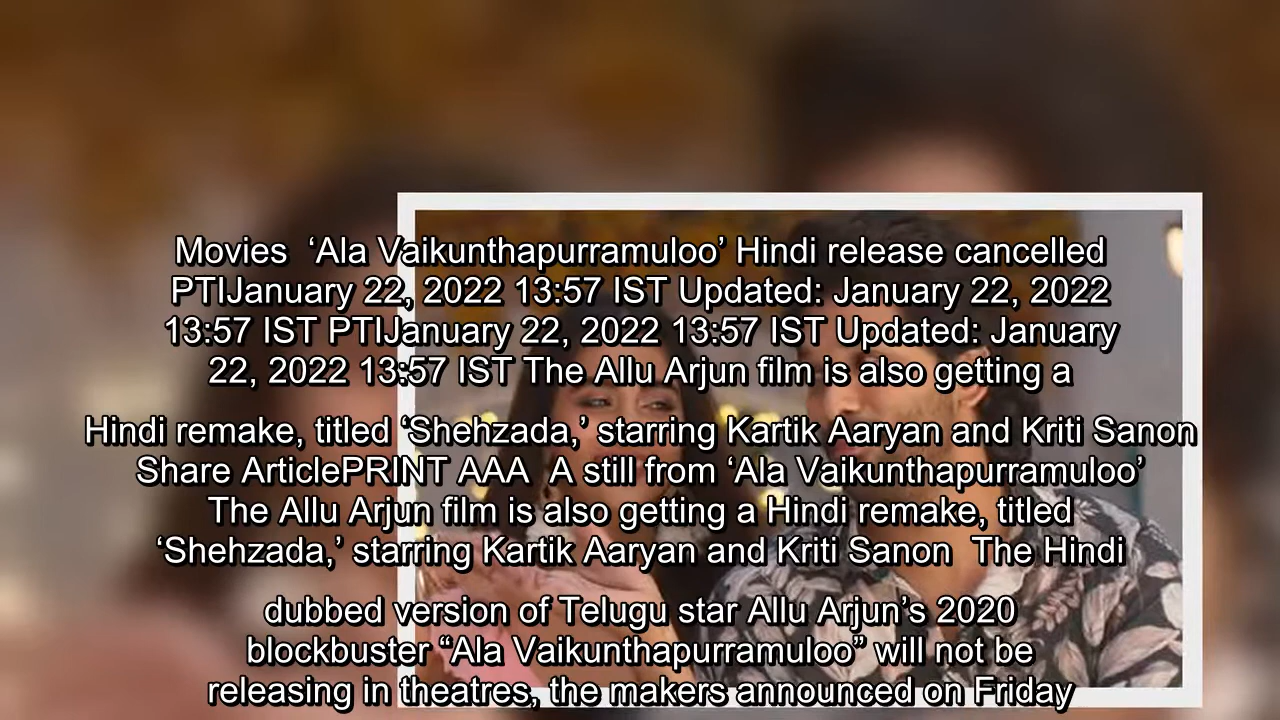 Movies  ‘Ala Vaikunthapurramuloo’ Hindi release cancelled
PTIJanuary 22, 2022 13:57 IST Updated: January 22, 2022
13:57 IST PTIJanuary 22, 2022 13:57 IST Updated: January
22, 2022 13:57 IST The Allu Arjun film is also getting a
Hindi remake, titled ‘Shehzada,’ starring Kartik Aaryan and Kriti Sanon
Share ArticlePRINT AAA  A still from ‘Ala Vaikunthapurramuloo’
The Allu Arjun film is also getting a Hindi remake, titled
‘Shehzada,’ starring Kartik Aaryan and Kriti Sanon  The Hindi
dubbed version of Telugu star Allu Arjun’s 2020
blockbuster “Ala Vaikunthapurramuloo” will not be
releasing in theatres, the makers announced on Friday